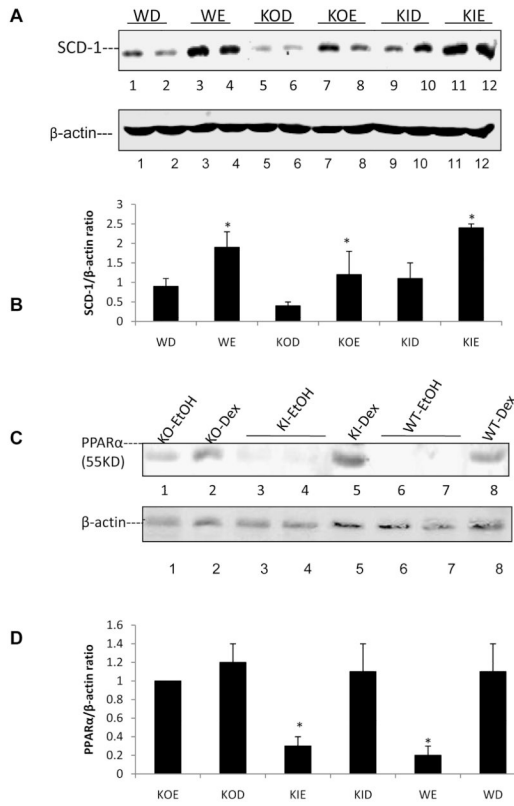 A
WD WE KOD KOE KID KIE
SCD-1---
1 2 3 4 5 6 7 8 9 10 11 12
β-actin---
1 2 3 4 5 6 7 8 9 10 11 12
B
SCD-1/β-actin ratio
3
2.5
2
1.5
1
0.5
0
* * *
WD WE KOD KOE KID KIE
C
KO-EtOH KO-Dex KI-EtOH KI-Dex WT-EtOH WT-Dex
PPARα
(55KD)
1 2 3 4 5 6 7 8
β-actin----
1 2 3 4 5 6 7 8
D
PPARα/β-actin ratio
1.6
1.4
1.2
1
0.8
0.6
0.4
0.2
0
* *
KOE KOD KIE KID WE WD